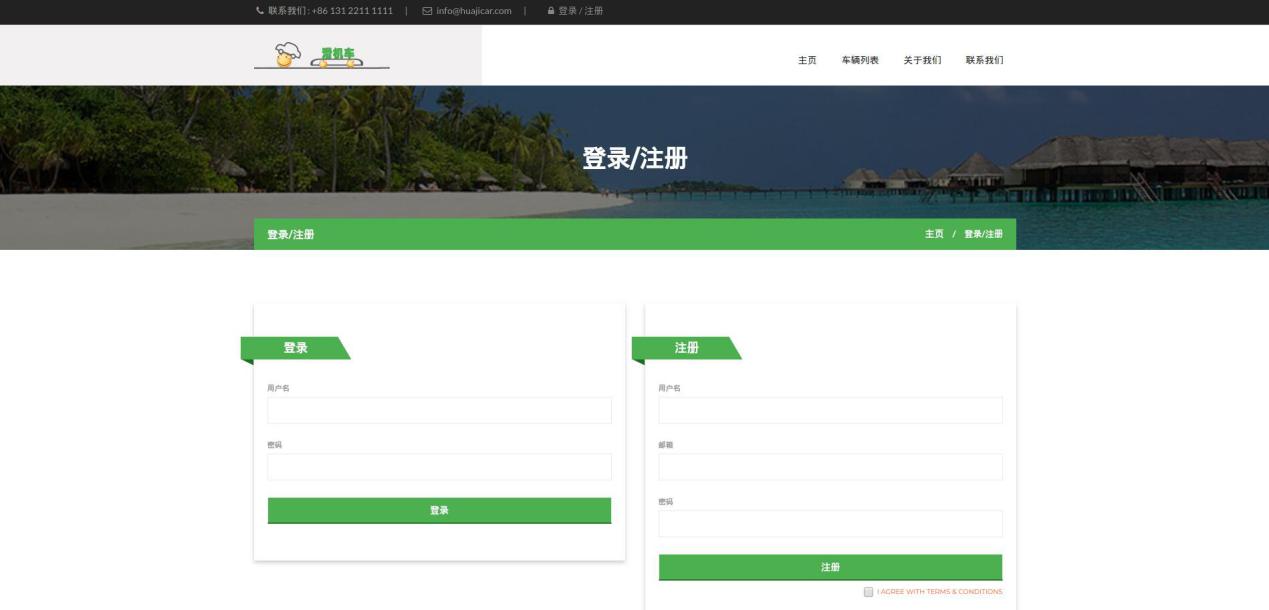 联系我们 : +86 131 2211 1111 | info@huajicar.com | 登录 / 注册
滑机车
主页 车辆列表 关于我们 联系我们
登录/注册
登录/注册
主页 / 登录/注册
登录
用户名
密码
登录
注册
用户名
邮箱
密码
注册
I AGREE WITH TERMS & CONDITIONS